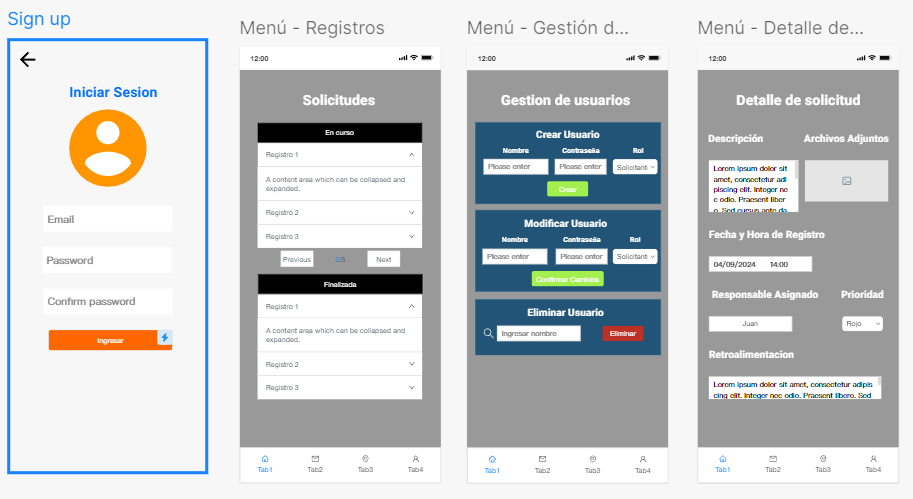 Sign up
Iniciar Sesion
Email
Password
Confirm password
Ingresar
Menú - Registros
12:00
Solicitudes
En curso
Registro 1
A content area which can be collapsed and
expanded.
Registro 2
Registro 3
Previous
Next
Finalizada
Registro 1
A content area which can be collapsed and
expanded.
Registro 2
Registro 3
Tab1 Tab2 Tab3 Tab4
Menú - Gestión d...
12:00
Gestion de usuarios
Crear Usuario
Nombre Contraseña Rol
Please enter Please enter Solicitant
Crear
Modificar Usuario
Nombre Contraseña Rol
Please enter Please enter Solicitant
Confirmar Cambios
Eliminar Usuario
Ingresar nombre Eliminar
Tab1 Tab2 Tab3 Tab4
Menú - Detalle de...
12:00
Detalle de solicitud
Descripción Archivos Adjuntos
Lorem ipsum dolor sit
amet, consectetur adi
piscing elit. Integer ne
c odio. Praesent liber
o. Sed cursus ante da
Fecha y Hora de Registro
04/09/2024 14:00
Responsable Asignado Prioridad
Juan Rojo
Retroalimentacion
Lorem ipsum dolor sit amet, consectetur adipis
cing elit. Integer nec odio. Praesent libero. Sed
Tab1 Tab2 Tab3 Tab4